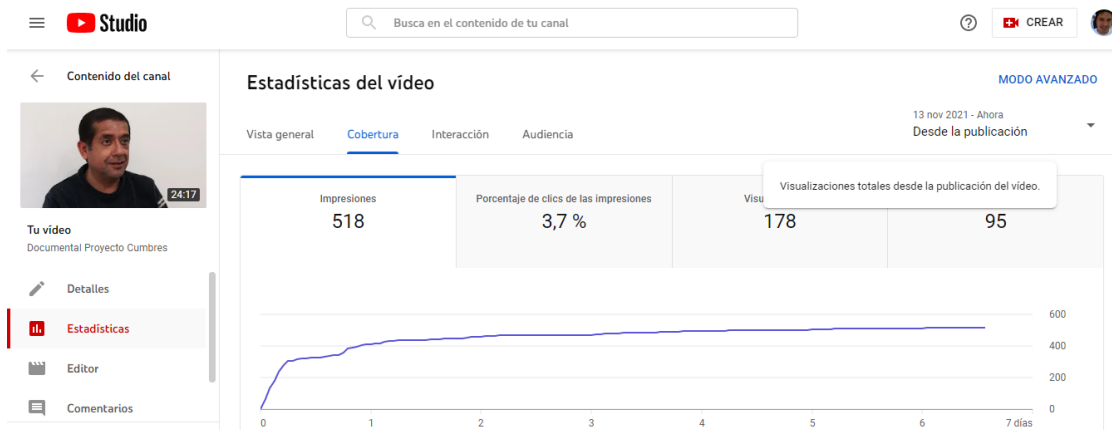 Studio
Busca en el contenido de tu canal
CREAR
Contenido del canal
24:17
Tu vídeo
Documental Proyecto Cumbres
Detalles
Estadísticas
Editor
Comentarios
Estadísticas del vídeo
MODO AVANZADO
Vista general Cobertura Interacción Audiencia
13 nov 2021 - Ahora
Desde la publicación
Visualizaciones totales desde la publicación del vídeo.
Impresiones
518
Porcentaje de clics de las impresiones
3,7 %
178
95
600
400
200
0
0 1 2 3 4 5 6 7 días